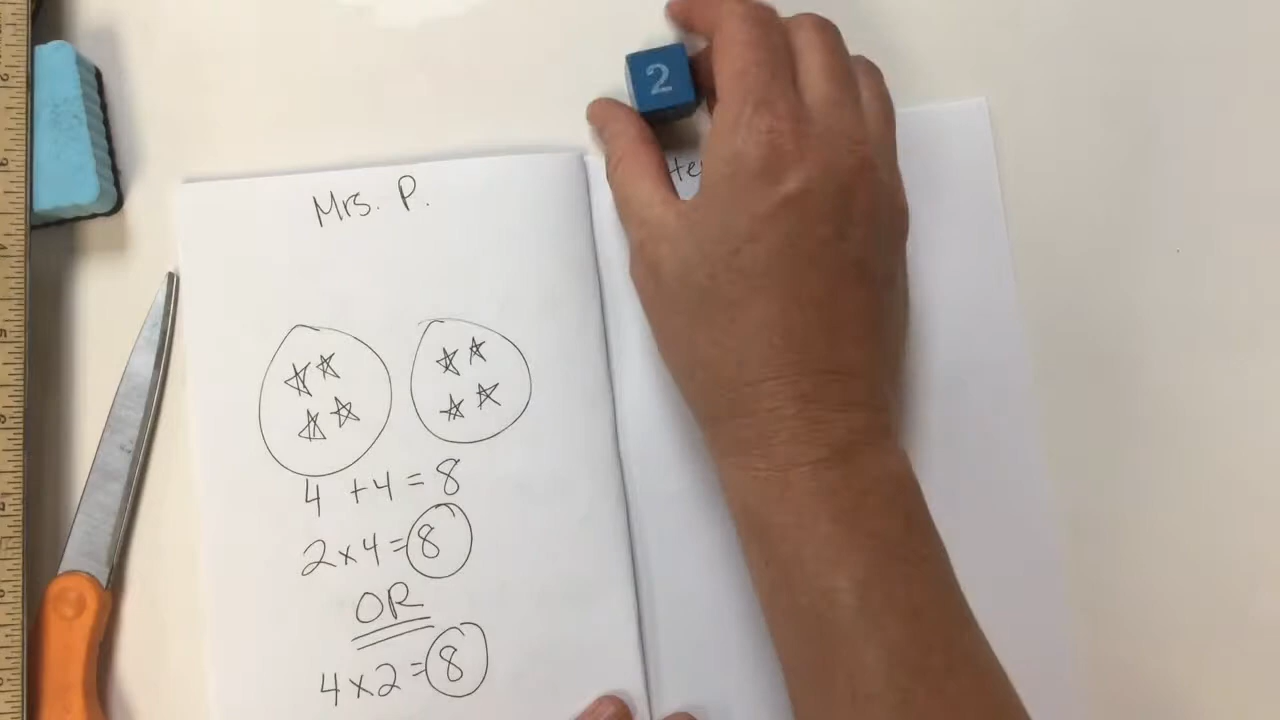 2
Mrs. P.
4 + 4 = 8
2 x 4 = 8
OR
4 x 2 = 8